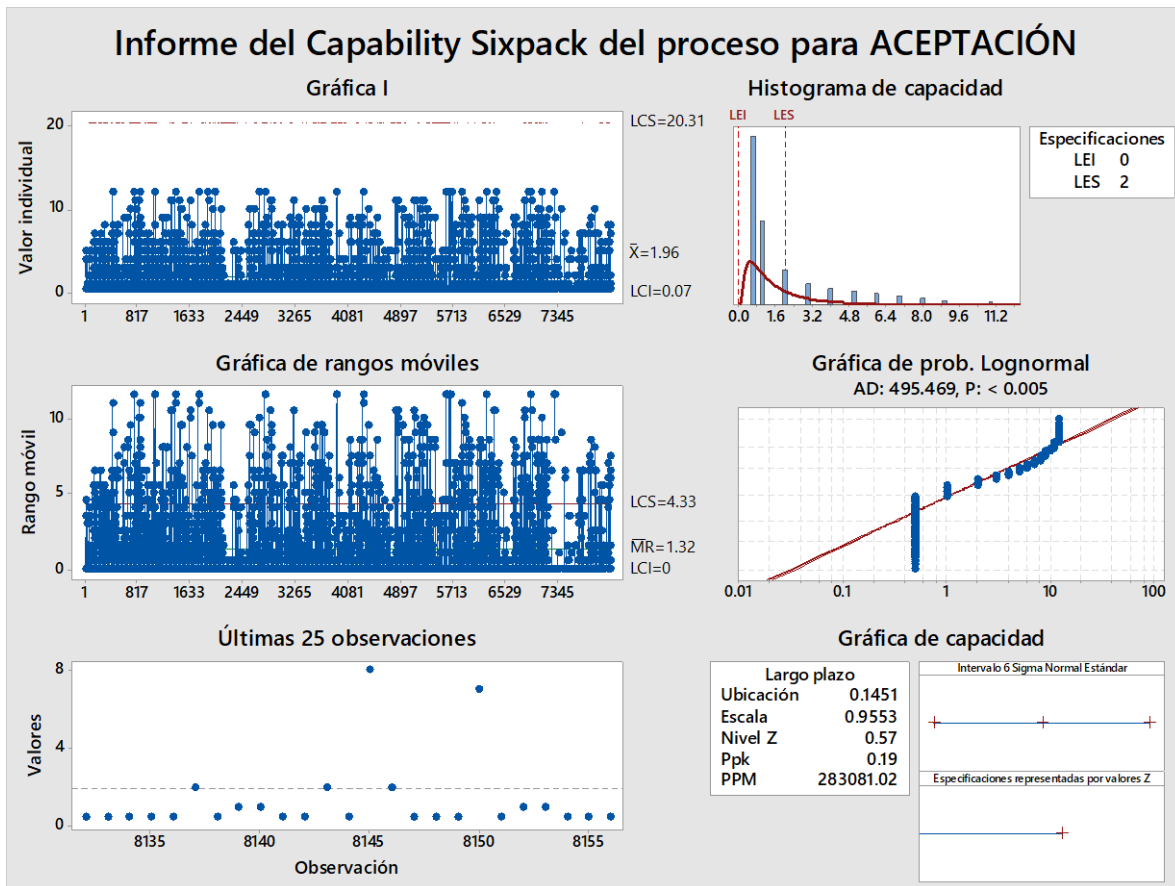 Informe del Capability Sixpack del proceso para ACEPTACIÓN
Gráfica I
Valor individual
20
10
0
LCS=20.31
X̄=1.96
LCI=0.07
1 817 1633 2449 3265 4081 4897 5713 6529 7345
Histograma de capacidad
LEI LES
0.0 1.6 3.2 4.8 6.4 8.0 9.6 11.2
Especificaciones
LEI 0
LES 2
Gráfica de rangos móviles
Rango móvil
10
5
0
LCS=4.33
M̅R̅=1.32
LCI=0
1 817 1633 2449 3265 4081 4897 5713 6529 7345
Gráfica de prob. Lognormal
AD: 495.469, P: < 0.005
0.01 0.1 1 10 100
Últimas 25 observaciones
Valores
8
4
0
8135 8140 8145 8150 8155
Observación
Gráfica de capacidad
Largo plazo
Ubicación 0.1451
Escala 0.9553
Nivel Z 0.57
Ppk 0.19
PPM 283081.02
Intervalo 6 Sigma Normal Estándar
Especificaciones representadas por valores Z